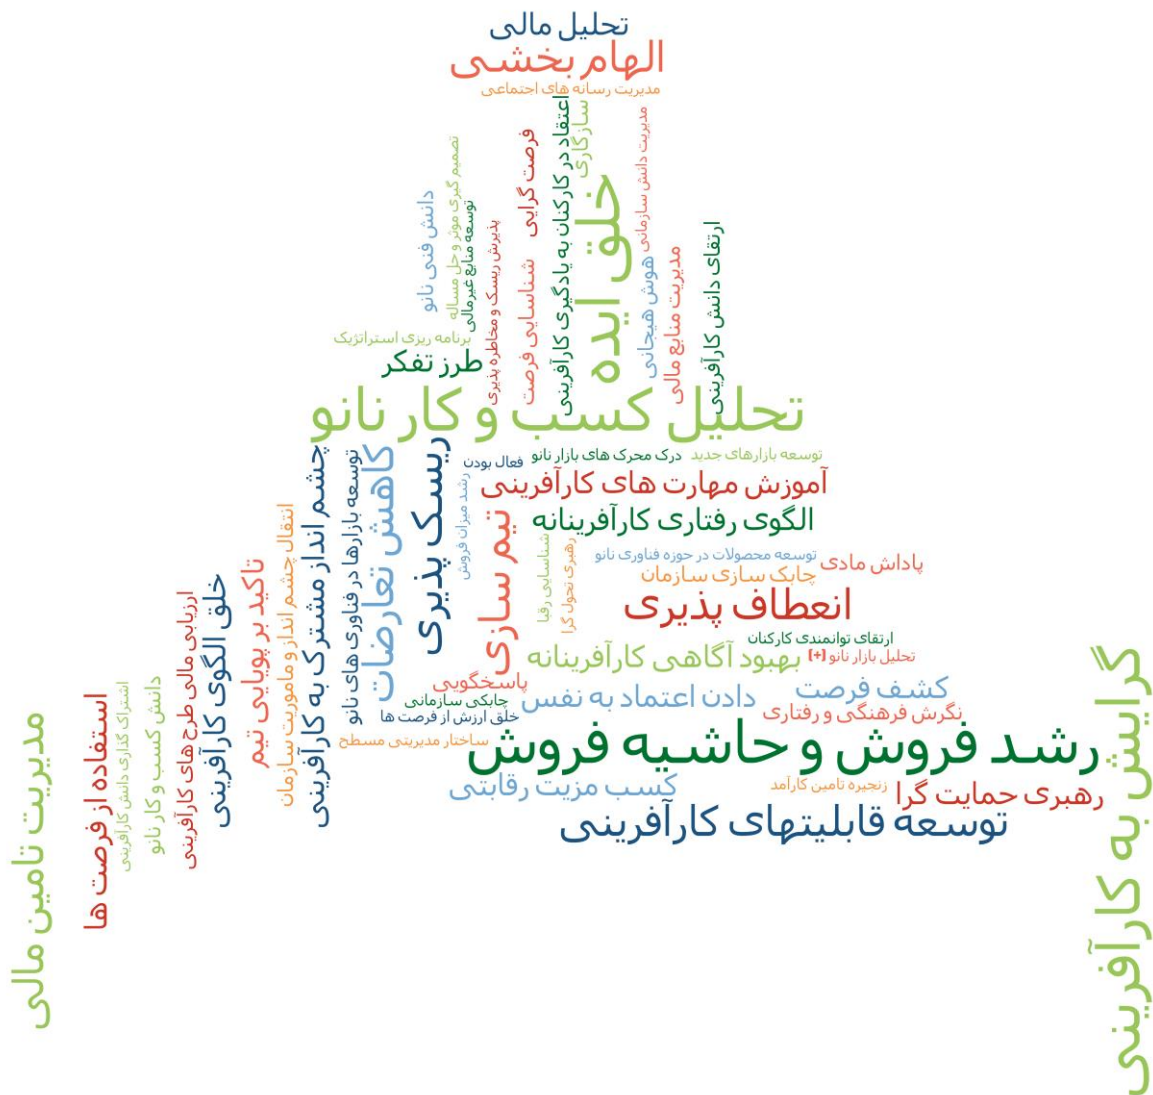 تحلیل مالی
الهام بخشی
مدیریت رسانه های اجتماعی
سازگاری
اعتقاد در کارکنان به یادگیری کارآفرینی
خلق ایده
مدیریت دانش سازمانی
هوش هیجانی
مدیریت منابع مالی
ارتقای دانش کارآفرینی
فرصت گرایی
شناسایی فرصت
پذیرش ریسک و مخاطره پذیری
توسعه منابع غیرمالی
تصمیم گیری موثر و حل مساله
دانش فنی نانو
برنامه ریزی استراتژیک
طرز تفکر
تحلیل کسب و کار نانو
توسعه بازارهای جدید
درک محرک های بازار نانو
فعال بودن
آموزش مهارت های کارآفرینی
الگوی رفتاری کارآفرینانه
توسعه محصولات در حوزه فناوری نانو
پاداش مادی
چابک سازی سازمان
انعطاف پذیری
ارتقای توانمندی کارکنان
تحلیل بازار نانو (+)
بهبود آگاهی کارآفرینانه
رهبری تحول گرا
شناسایی رقبا
تیم سازی
رشد میزان فروش
ریسک پذیری
کاهش تعارضات
توسعه بازارها در فناوری های نانو
چشم انداز مشترک به کارآفرینی
انتقال چشم انداز و ماموریت سازمان
تاکید بر پویایی تیم
خلق الگوی کارآفرینی
ارزیابی مالی طرح های کارآفرینی
دانش کسب و کار نانو
اشتراک گذاری دانش کارآفرینی
استفاده از فرصت ها
مدیریت تامین مالی
پاسخگویی
چابکی سازمانی
خلق ارزش از فرصت ها
ساختار مدیریتی مسطح
کشف فرصت
دادن اعتماد به نفس
نگرش فرهنگی و رفتاری
رشد فروش و حاشیه فروش
کسب مزیت رقابتی
زنجیره تامین کارآمد
رهبری حمایت گرا
توسعه قابلیتهای کارآفرینی
گرایش به کارآفرینی